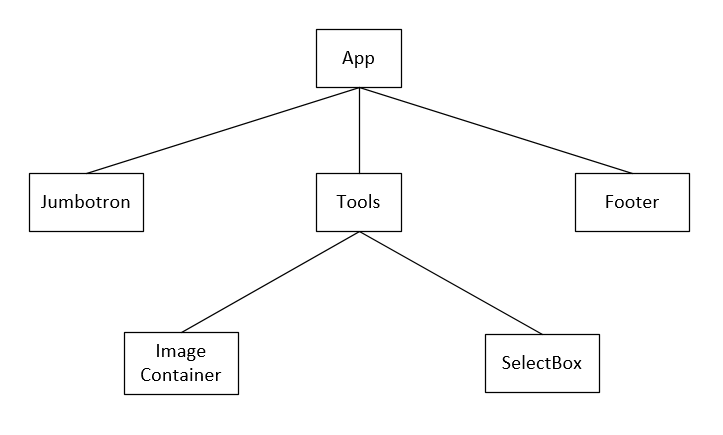 App
Jumbotron
Tools
Footer
Image
Container
SelectBox